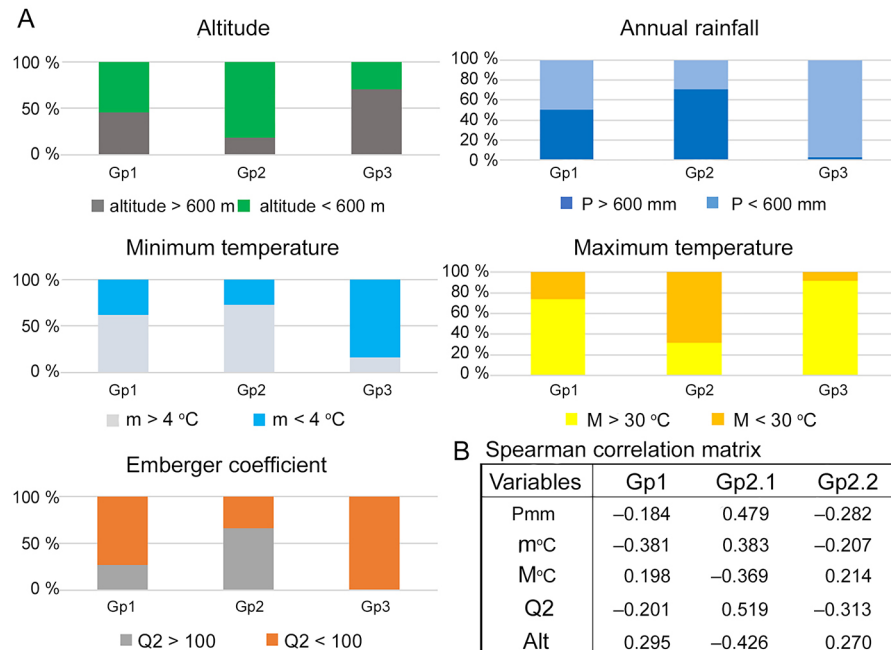 A
Altitude
100 %
50 %
0 %
Gp1 Gp2 Gp3
altitude > 600 m altitude < 600 m
Annual rainfall
100 %
80 %
60 %
40 %
20 %
0 %
Gp1 Gp2 Gp3
P > 600 mm P < 600 mm
Minimum temperature
100 %
50 %
0 %
Gp1 Gp2 Gp3
m > 4 °C m < 4 °C
Maximum temperature
100 %
80 %
60 %
40 %
20 %
0 %
Gp1 Gp2 Gp3
M > 30 °C M < 30 °C
Emberger coefficient
100 %
50 %
0 %
Gp1 Gp2 Gp3
Q2 > 100 Q2 < 100
B Spearman correlation matrix
Variables Gp1 Gp2.1 Gp2.2
Pmm –0.184 0.479 –0.282
m°C –0.381 0.383 –0.207
M°C 0.198 –0.369 0.214
Q2 –0.201 0.519 –0.313
Alt 0.295 –0.426 0.270